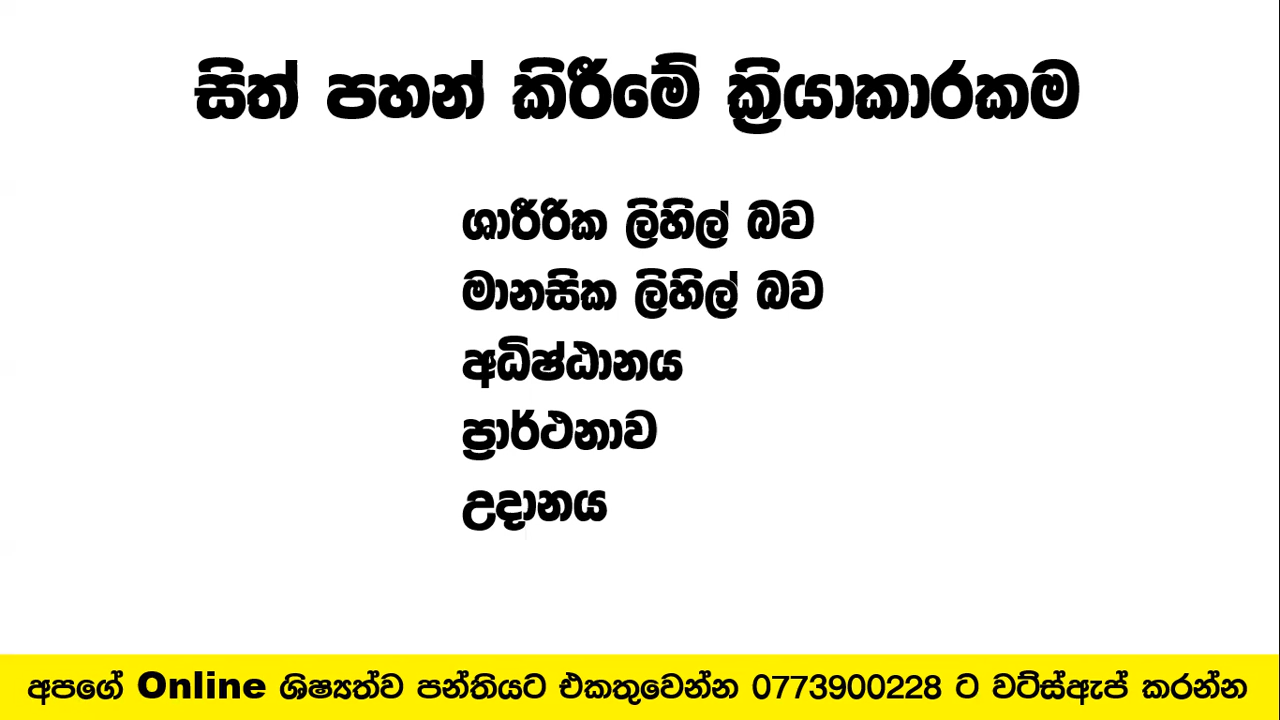 සිත් පහන් කිරීමේ ක්‍රියාකාරකම
ශාරීරික ලිහිල් බව
මානසික ලිහිල් බව
අධිෂ්ඨානය
ප්‍රාර්ථනාව
උදානය
අපගේ Online ශිෂ්‍යත්ව පන්තියට එකතුවෙන්න 0773900228 ට වට්ස්ඇප් කරන්න